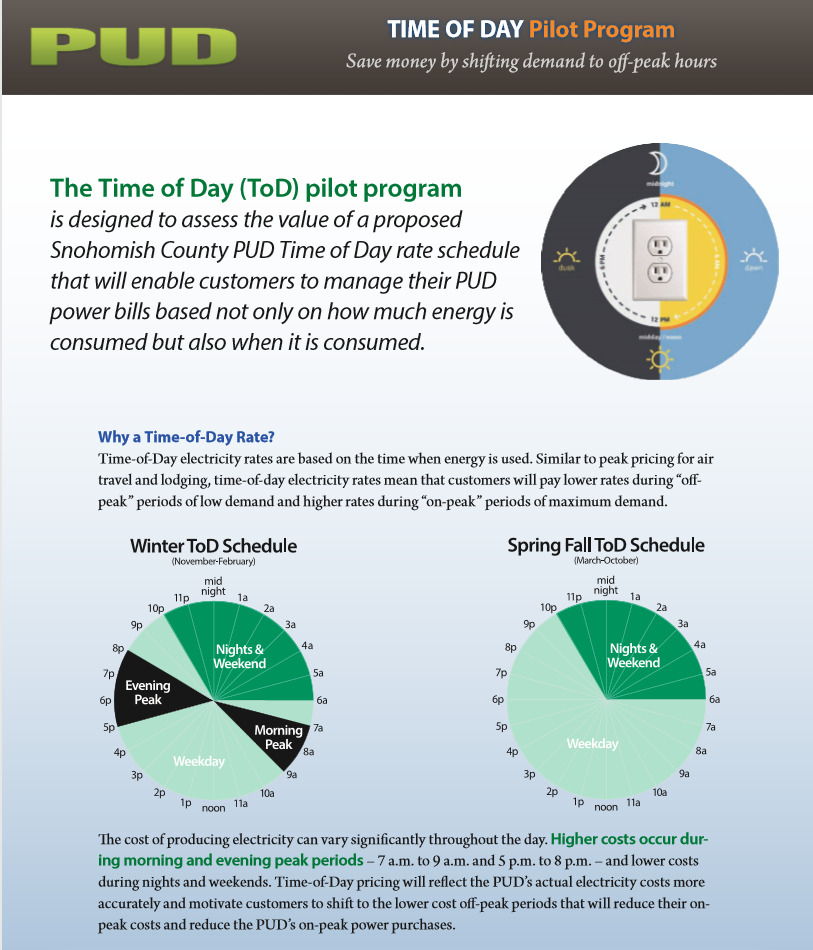 PUD
TIME OF DAY Pilot Program
Save money by shifting demand to off-peak hours
The Time of Day (ToD) pilot program
is designed to assess the value of a proposed
Snohomish County PUD Time of Day rate schedule
that will enable customers to manage their PUD
power bills based not only on how much energy is
consumed but also when it is consumed.
midnight
12 AM
dusk
6 PM
6 AM
dawn
12 PM
midday / noon
Why a Time-of-Day Rate?
Time-of-Day electricity rates are based on the time when energy is used. Similar to peak pricing for air
travel and lodging, time-of-day electricity rates mean that customers will pay lower rates during “off-
peak” periods of low demand and higher rates during “on-peak” periods of maximum demand.
Winter ToD Schedule
(November-February)
mid
night
1a
2a
3a
4a
5a
6a
7a
8a
9a
10a
11a
noon
1p
2p
3p
4p
5p
6p
7p
8p
9p
10p
11p
Nights &
Weekend
Evening
Peak
Morning
Peak
Weekday
Spring Fall ToD Schedule
(March-October)
mid
night
1a
2a
3a
4a
5a
6a
7a
8a
9a
10a
11a
noon
1p
2p
3p
4p
5p
6p
7p
8p
9p
10p
11p
Nights &
Weekend
Weekday
The cost of producing electricity can vary significantly throughout the day. Higher costs occur dur-
ing morning and evening peak periods – 7 a.m. to 9 a.m. and 5 p.m. to 8 p.m. – and lower costs
during nights and weekends. Time-of-Day pricing will reflect the PUD’s actual electricity costs more
accurately and motivate customers to shift to the lower cost off-peak periods that will reduce their on-
peak costs and reduce the PUD’s on-peak power purchases.